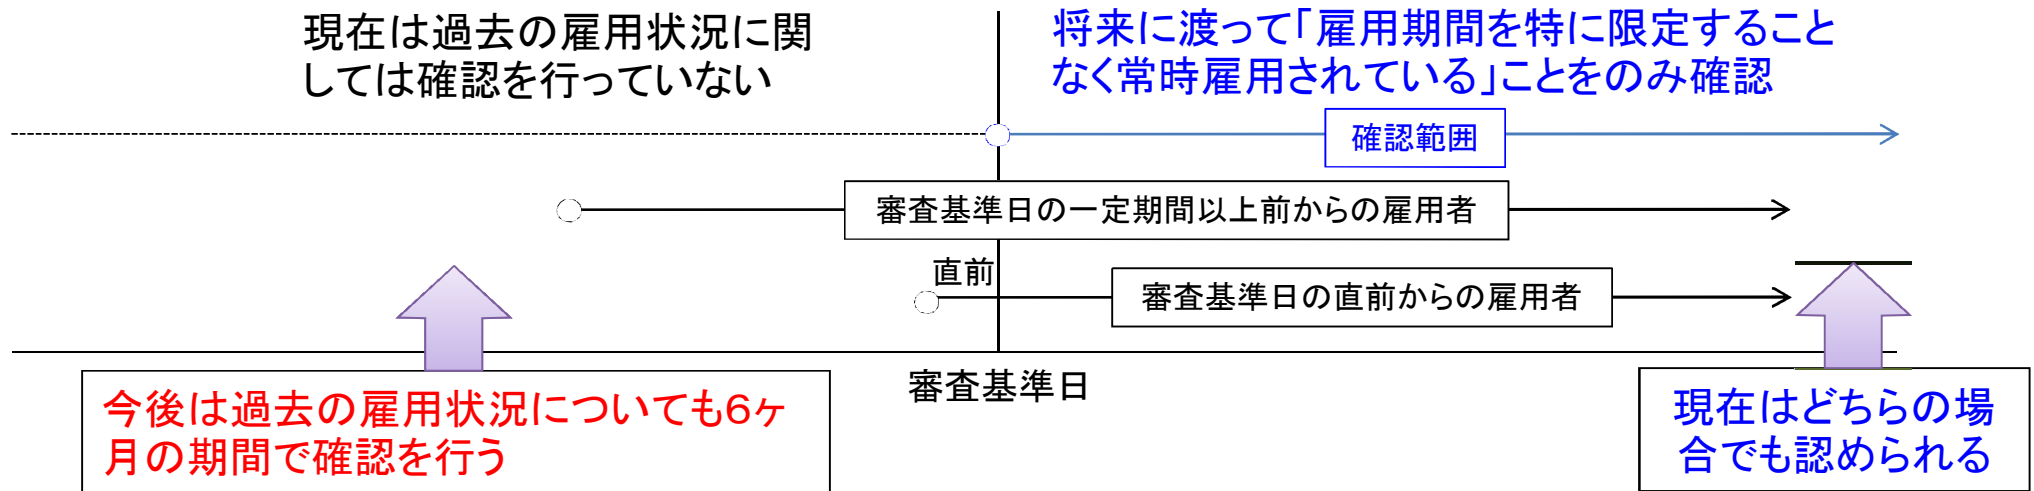 現在は過去の雇用状況に関
しては確認を行っていない
将来に渡って「雇用期間を特に限定すること
なく常時雇用されている」ことをのみ確認
確認範囲
審査基準日の一定期間以上前からの雇用者
直前
審査基準日の直前からの雇用者
審査基準日
今後は過去の雇用状況についても6ヶ
月の期間で確認を行う
現在はどちらの場
合でも認められる